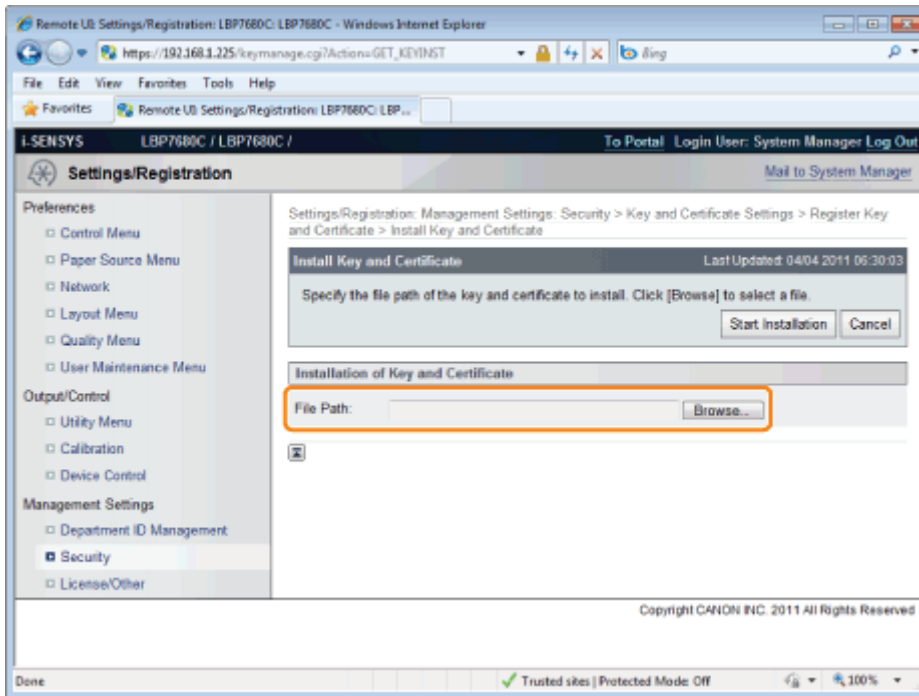 Remote UI: Settings/Registration: LBP7680C: LBP7680C - Windows Internet Explorer
https://192.168.1.225/keymanage.cgi?Action=GET_KEYINST
Bing
File Edit View Favorites Tools Help
Favorites Remote UI: Settings/Registration: LBP7680C: LBP...
i-SENSYS LBP7680C / LBP7680C / To Portal Login User: System Manager Log Out
Settings/Registration Mail to System Manager
Preferences
Control Menu
Paper Source Menu
Network
Layout Menu
Quality Menu
User Maintenance Menu
Output/Control
Utility Menu
Calibration
Device Control
Management Settings
Department ID Management
Security
License/Other
Settings/Registration: Management Settings: Security > Key and Certificate Settings > Register Key
and Certificate > Install Key and Certificate
Install Key and Certificate Last Updated: 04/04 2011 06:30:03
Specify the file path of the key and certificate to install. Click [Browse] to select a file.
Start Installation Cancel
Installation of Key and Certificate
File Path: Browse...
Copyright CANON INC. 2011 All Rights Reserved
Done Trusted sites | Protected Mode: Off 100%